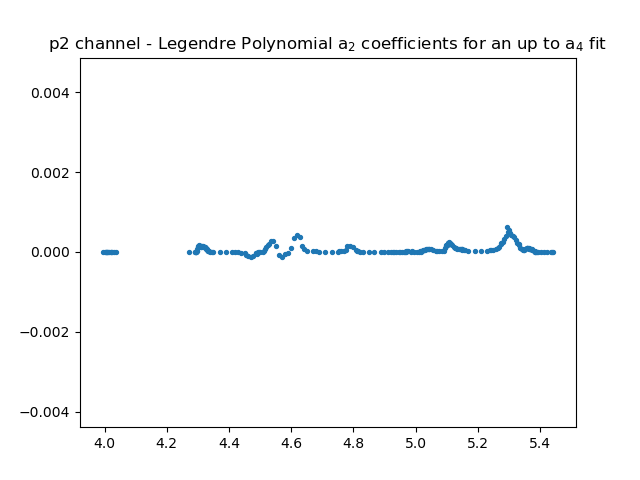 p2 channel - Legendre Polynomial a₂ coefficients for an up to a₄ fit
0.004
0.002
0.000
−0.002
−0.004
4.0 4.2 4.4 4.6 4.8 5.0 5.2 5.4